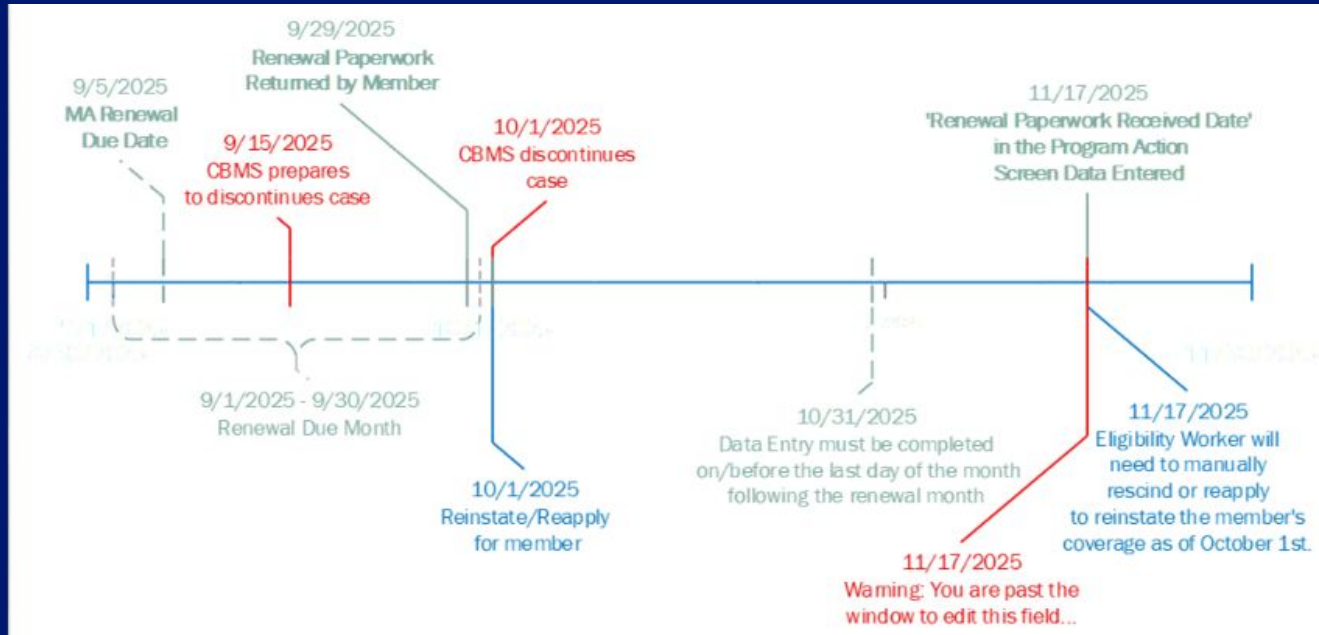 9/29/2025
Renewal Paperwork
Returned by Member
9/5/2025
MA Renewal
Due Date
9/15/2025
CBMS prepares
to discontinues case
10/1/2025
CBMS discontinues
case
11/17/2025
'Renewal Paperwork Received Date'
in the Program Action
Screen Data Entered
9/1/2025 - 9/30/2025
Renewal Due Month
10/1/2025
Reinstate/Reapply
for member
10/31/2025
Data Entry must be completed
on/before the last day of the month
following the renewal month
11/17/2025
Eligibility Worker will
need to manually
rescind or reapply
to reinstate the member's
coverage as of October 1st.
11/17/2025
Warning: You are past the
window to edit this field...